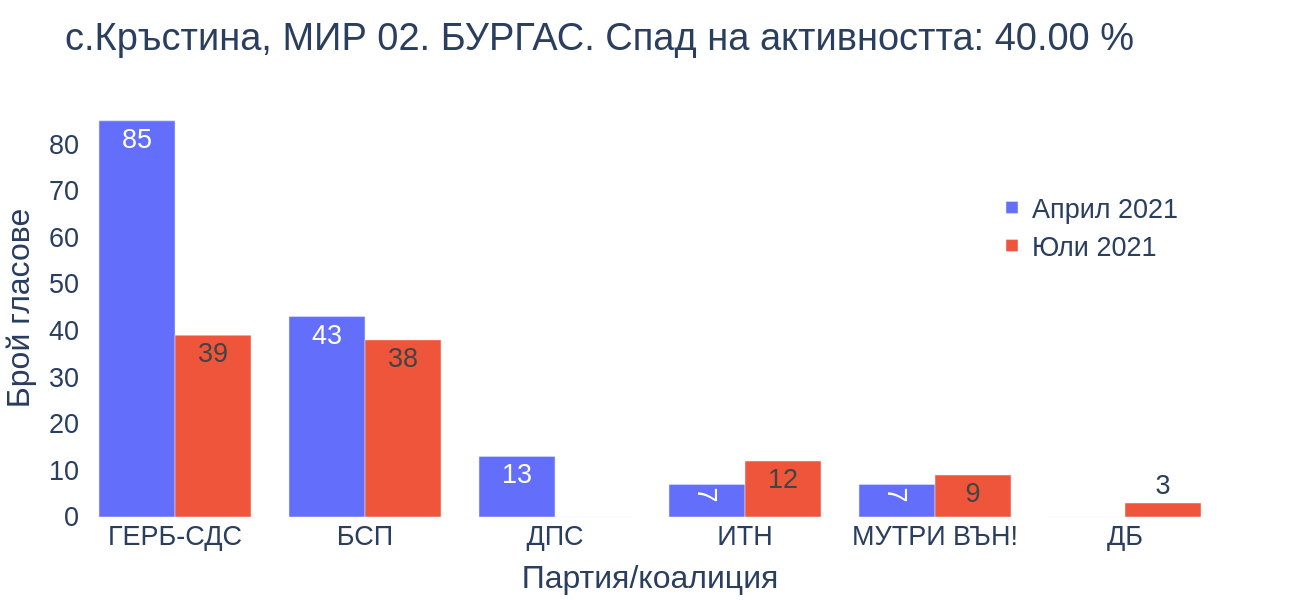 с.Кръстина, МИР 02. БУРГАС. Спад на активността: 40.00 %
Брой гласове
80
70
60
50
40
30
20
10
0
85
39
43
38
13
7
12
7
9
3
Април 2021
Юли 2021
ГЕРБ-СДС
БСП
ДПС
ИТН
МУТРИ ВЪН!
ДБ
Партия/коалиция